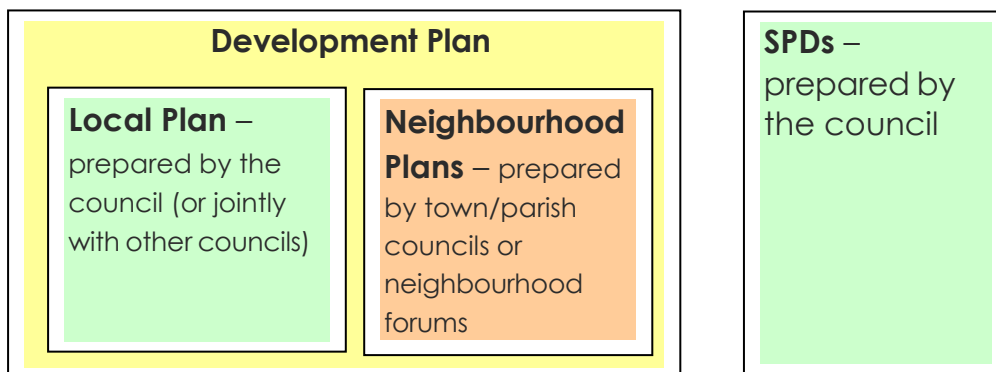 Development Plan
Local Plan –
prepared by the
council (or jointly
with other councils)
Neighbourhood
Plans – prepared
by town/parish
councils or
neighbourhood
forums
SPDs –
prepared by
the council